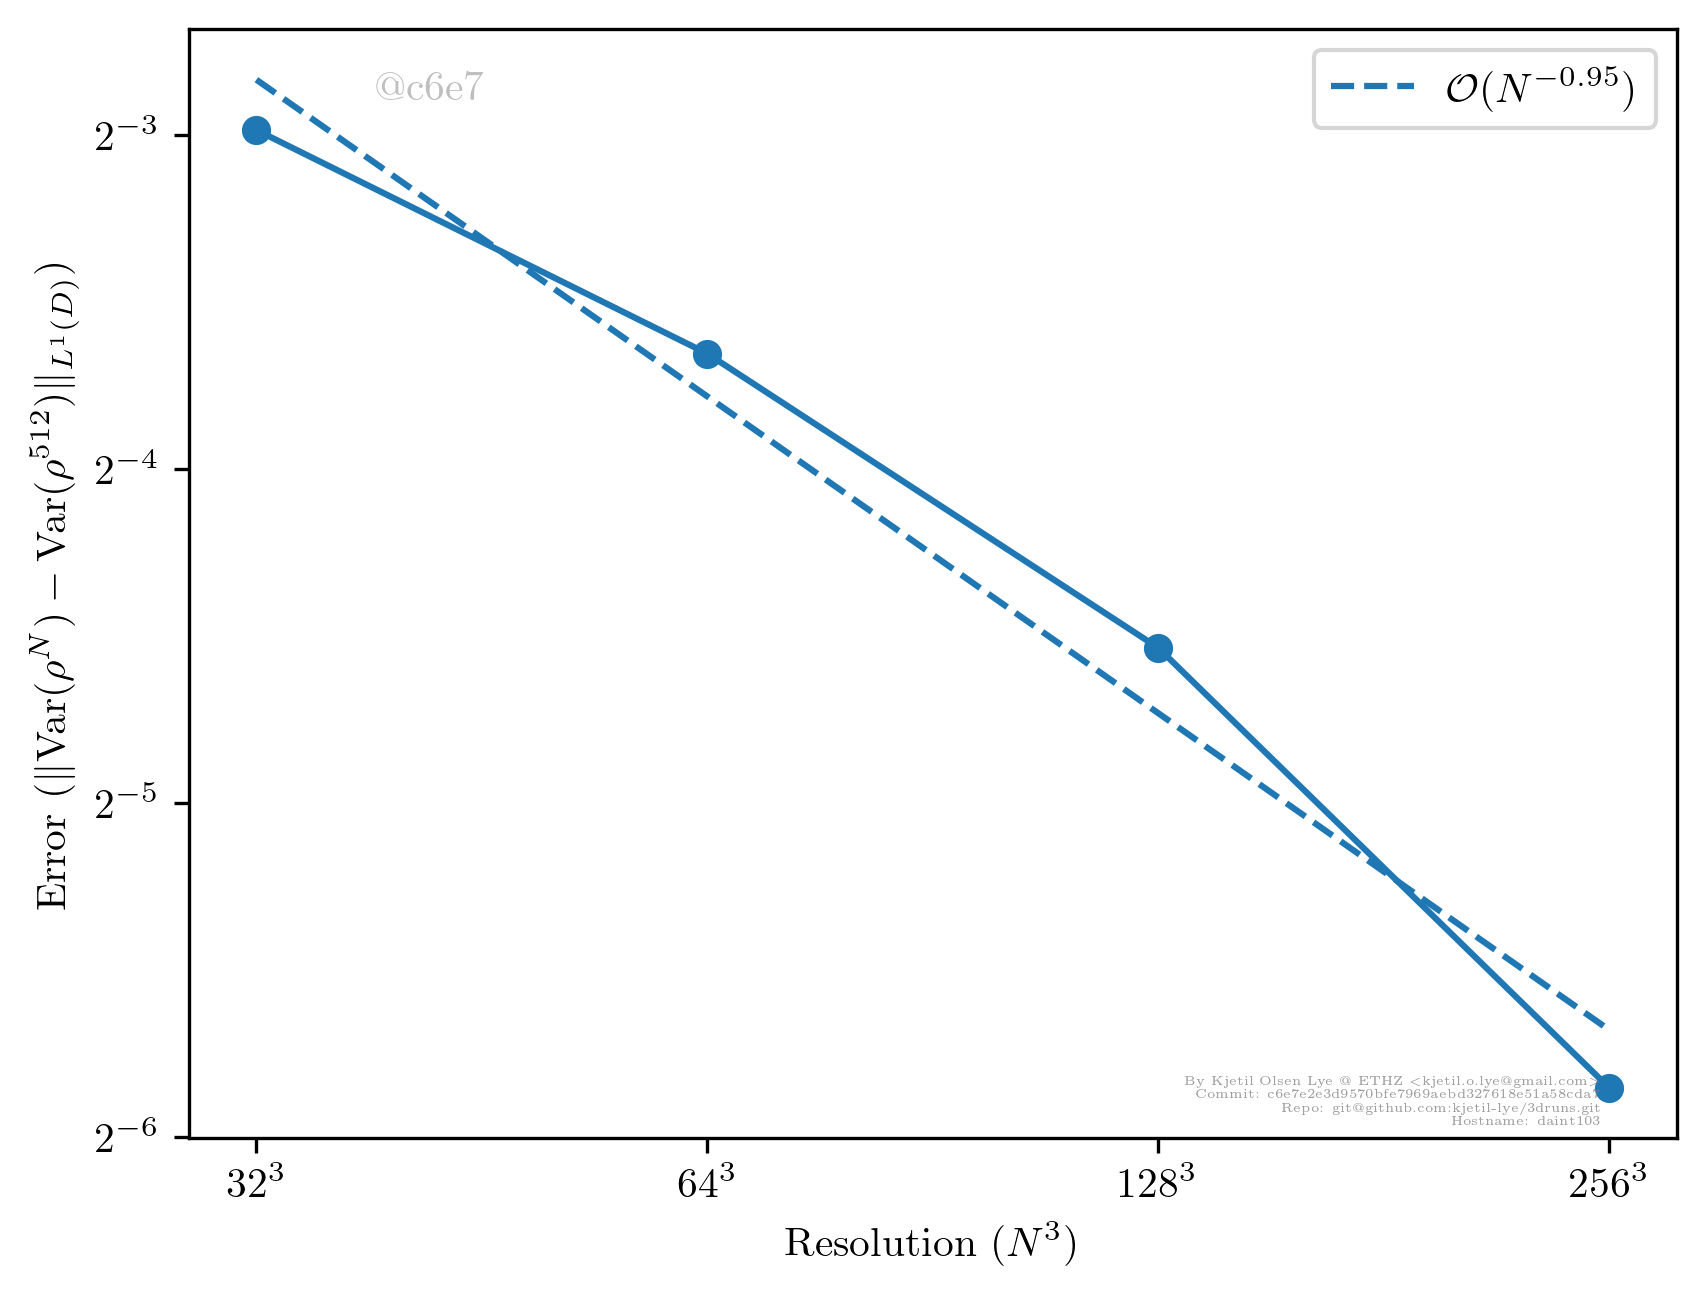 @c6e7
𝒪(N^{-0.95})
2^{-3}
2^{-4}
2^{-5}
2^{-6}
Error (‖Var(ρ^N) − Var(ρ^{512})‖_{L^1(D)})
By Kjetil Olsen Lye @ ETHZ <kjetil.o.lye@gmail.com>
Commit: c6e7e2e3d9570bfe7969aebd327618e51a58cda7
Repo: git@github.com:kjetil-lye/3druns.git
Hostname: daint103
32^3 64^3 128^3 256^3
Resolution (N^3)